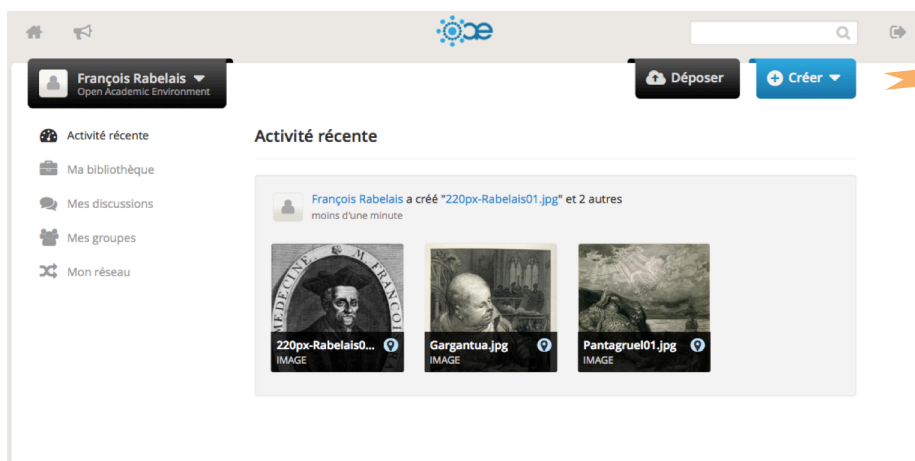 œ
François Rabelais
Open Academic Environment
Déposer
Créer
Activité récente
Ma bibliothèque
Mes discussions
Mes groupes
Mon réseau
Activité récente
François Rabelais a créé "220px-Rabelais01.jpg" et 2 autres
moins d'une minute
MEDECINE. M. FRANCOI
220px-Rabelais0...
IMAGE
Gargantua.jpg
IMAGE
Pantagruel01.jpg
IMAGE